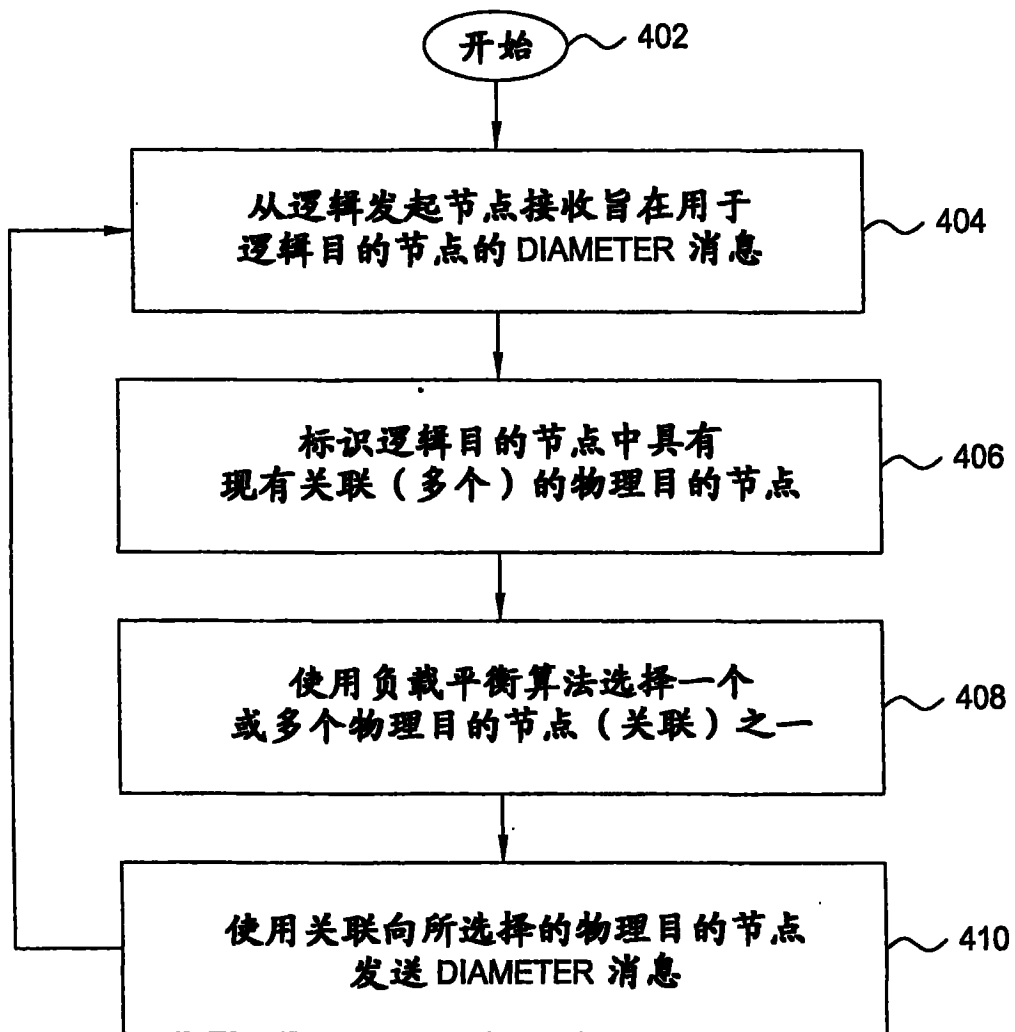 开始
402
从逻辑发起节点接收旨在用于
逻辑目的节点的 DIAMETER 消息
404
标识逻辑目的节点中具有
现有关联（多个）的物理目的节点
406
使用负载平衡算法选择一个
或多个物理目的节点（关联）之一
408
使用关联向所选择的物理目的节点
发送 DIAMETER 消息
410